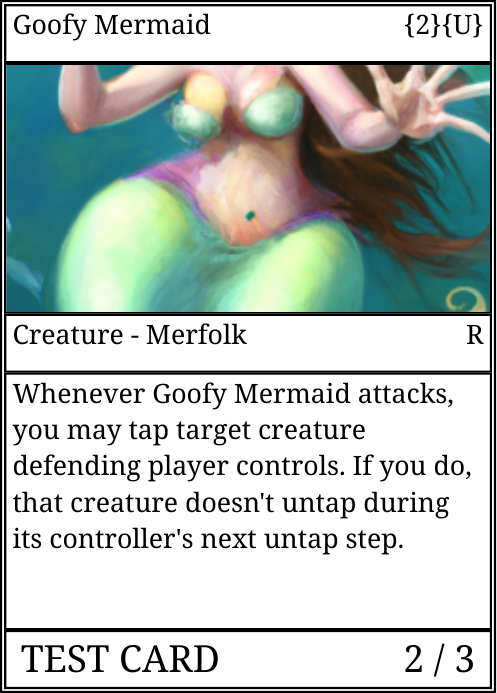 Goofy Mermaid {2}{U}
Creature - Merfolk R
Whenever Goofy Mermaid attacks,
you may tap target creature
defending player controls. If you do,
that creature doesn't untap during
its controller's next untap step.
TEST CARD 2 / 3